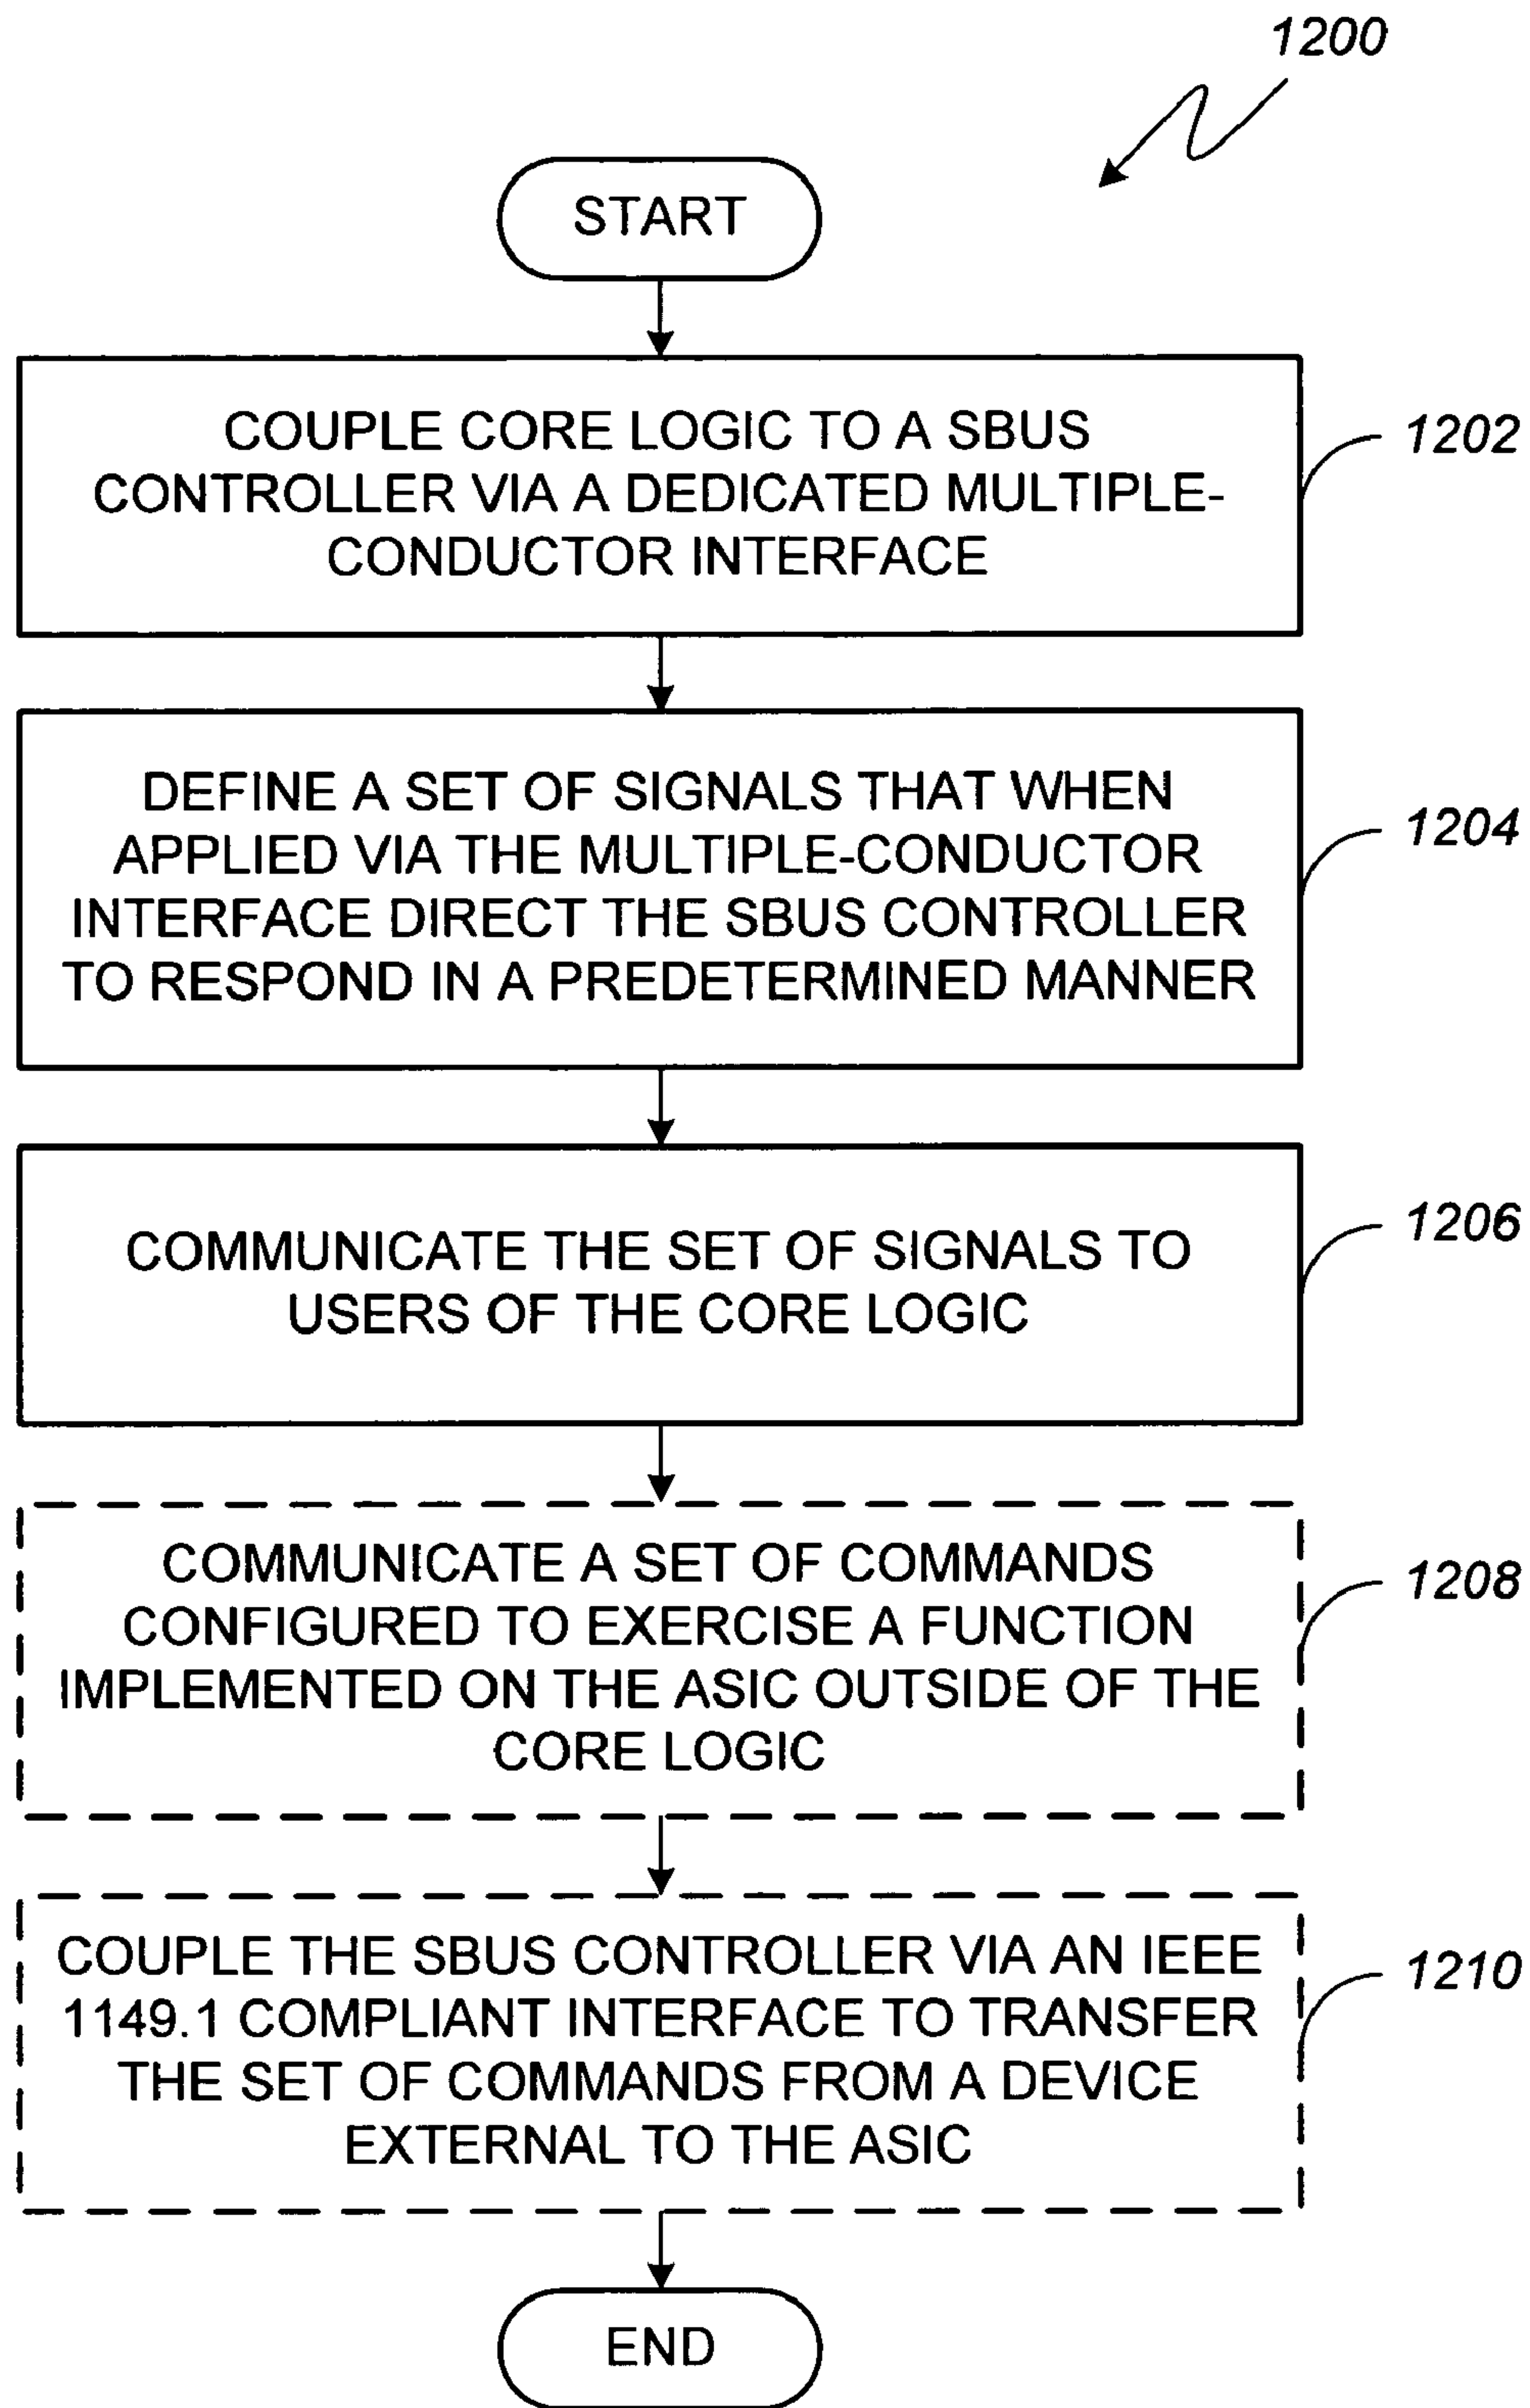 1200
START
COUPLE CORE LOGIC TO A SBUS
CONTROLLER VIA A DEDICATED MULTIPLE-
CONDUCTOR INTERFACE
1202
DEFINE A SET OF SIGNALS THAT WHEN
APPLIED VIA THE MULTIPLE-CONDUCTOR
INTERFACE DIRECT THE SBUS CONTROLLER
TO RESPOND IN A PREDETERMINED MANNER
1204
COMMUNICATE THE SET OF SIGNALS TO
USERS OF THE CORE LOGIC
1206
COMMUNICATE A SET OF COMMANDS
CONFIGURED TO EXERCISE A FUNCTION
IMPLEMENTED ON THE ASIC OUTSIDE OF THE
CORE LOGIC
1208
COUPLE THE SBUS CONTROLLER VIA AN IEEE
1149.1 COMPLIANT INTERFACE TO TRANSFER
THE SET OF COMMANDS FROM A DEVICE
EXTERNAL TO THE ASIC
1210
END